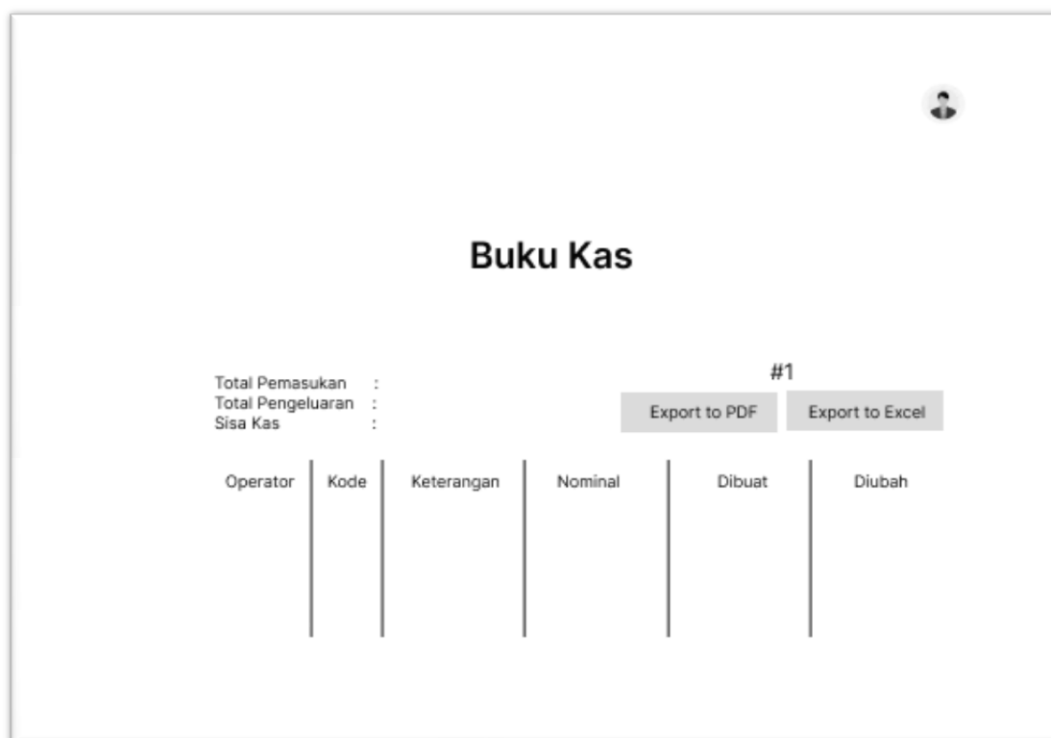 Buku Kas
#1
Total Pemasukan :
Total Pengeluaran :
Sisa Kas :
Export to PDF Export to Excel
Operator Kode Keterangan Nominal Dibuat Diubah